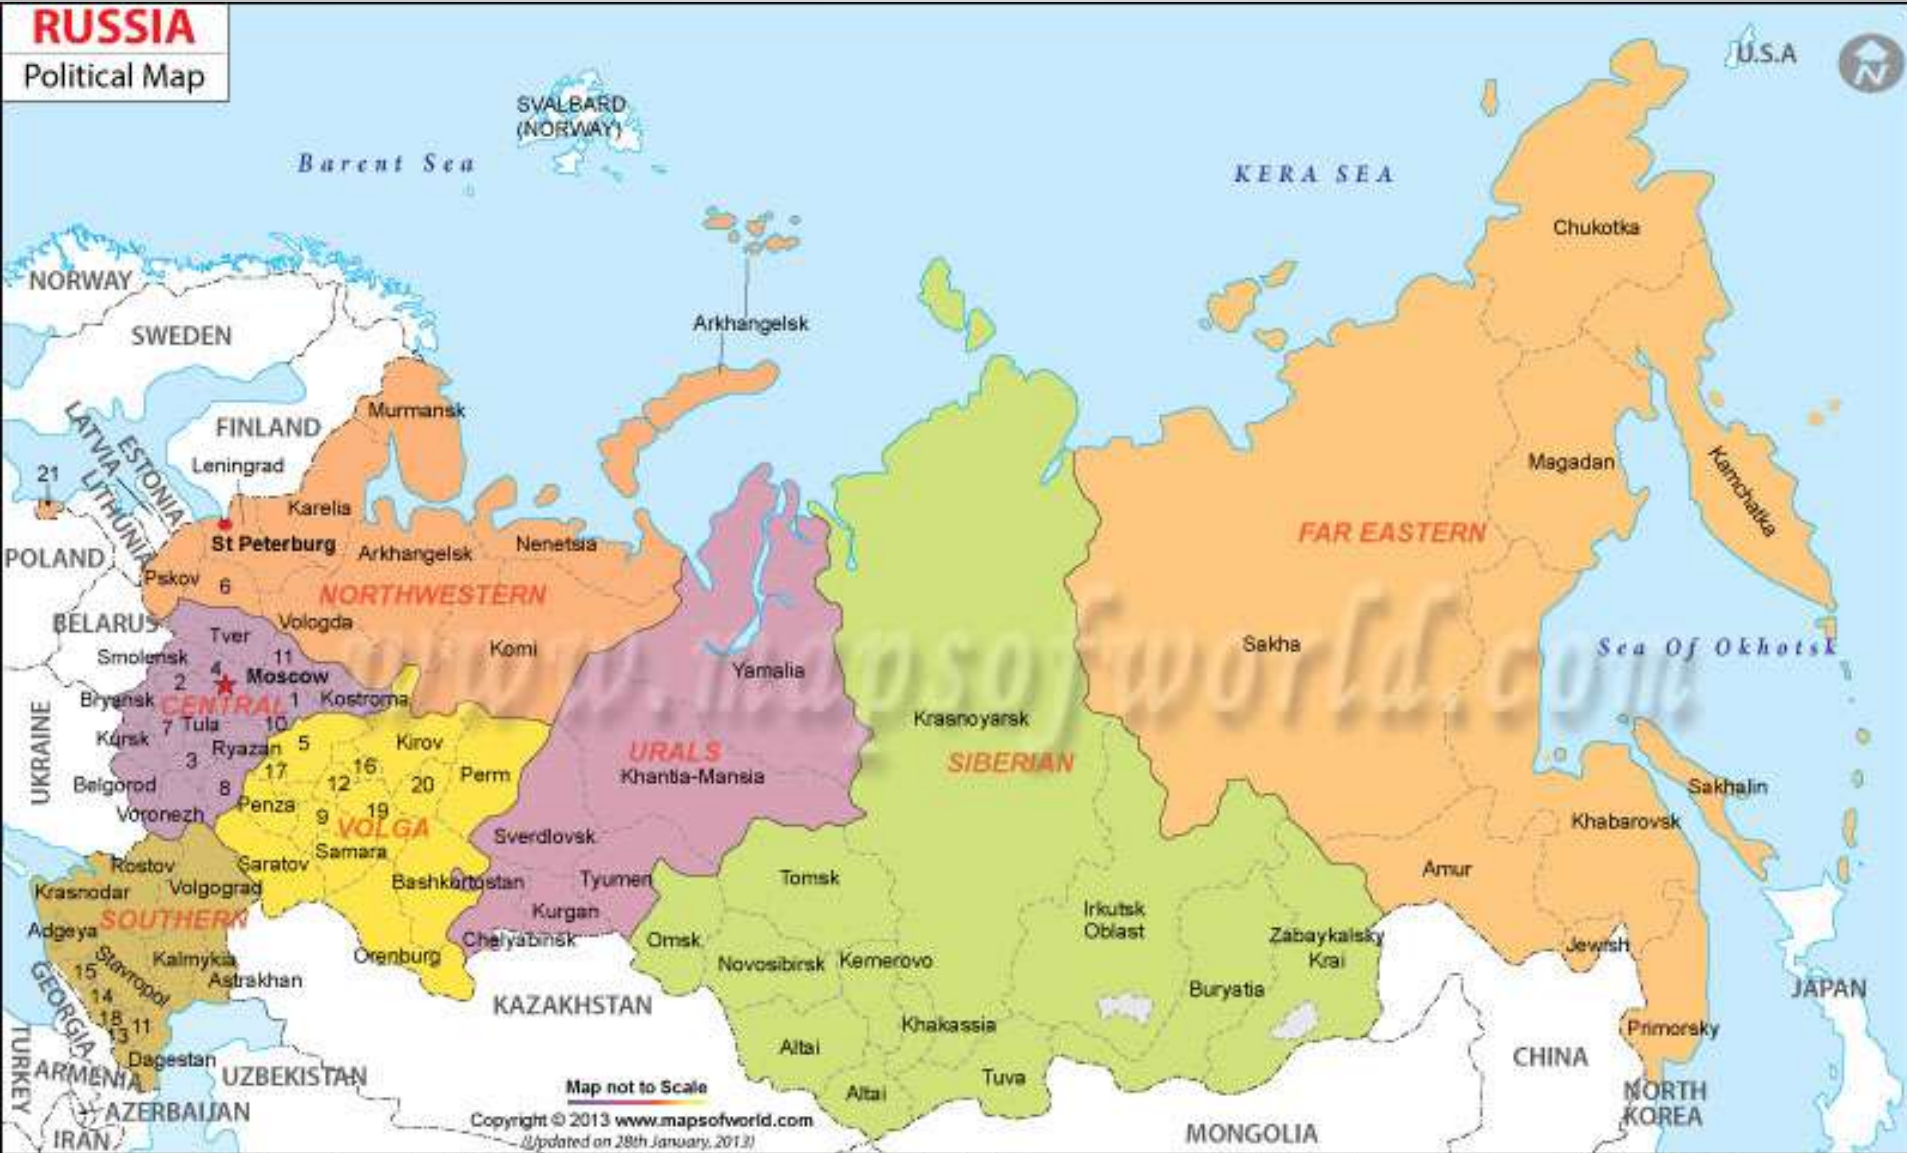 RUSSIA
Political Map
U.S.A
N
SVALBARD
(NORWAY)
Barent Sea
KERA SEA
Chukotka
NORWAY
SWEDEN
Arkhangelsk
FINLAND
Murmansk
LATVIA
ESTONIA
LITHUNIA
Leningrad
21
Karelia
Magadan
Kamchatka
FAR EASTERN
POLAND
St Peterburg
Arkhangelsk
Nenetsia
Pskov
6
NORTHWESTERN
BELARUS
Vologda
Tver
Komi
Sakha
Sea Of Okhotsk
www.mapsofworld.com
Smolensk
11
4
Moscow
2
Yamalia
Bryansk
CENTRAL
1
Kostroma
UKRAINE
7
Tula
10
Krasnoyarsk
Kursk
Ryazan
5
Kirov
URALS
SIBERIAN
3
17
16
12
20
Perm
Khantia-Mansia
Belgorod
8
Penza
Sakhalin
Voronezh
9
19
VOLGA
Sverdlovsk
Khabarovsk
Samara
Rostov
Saratov
Amur
Krasnodar
Volgograd
Bashkortostan
Tyumen
Tomsk
SOUTHERN
Kurgan
Irkutsk
Oblast
Adgeya
Chelyabinsk
Omsk
Zabaykalsky
Krai
Jewish
Orenburg
Kalmykia
Stavropol
Astrakhan
Novosibirsk
Kemerovo
15
GEORGIA
14
KAZAKHSTAN
Buryatia
JAPAN
18
11
13
Khakassia
Primorsky
TURKEY
Dagestan
Altai
CHINA
ARMENIA
UZBEKISTAN
Tuva
Altai
NORTH
KOREA
AZERBAIJAN
IRAN
MONGOLIA
Map not to Scale
Copyright © 2013 www.mapsofworld.com
(Updated on 28th January, 2013)